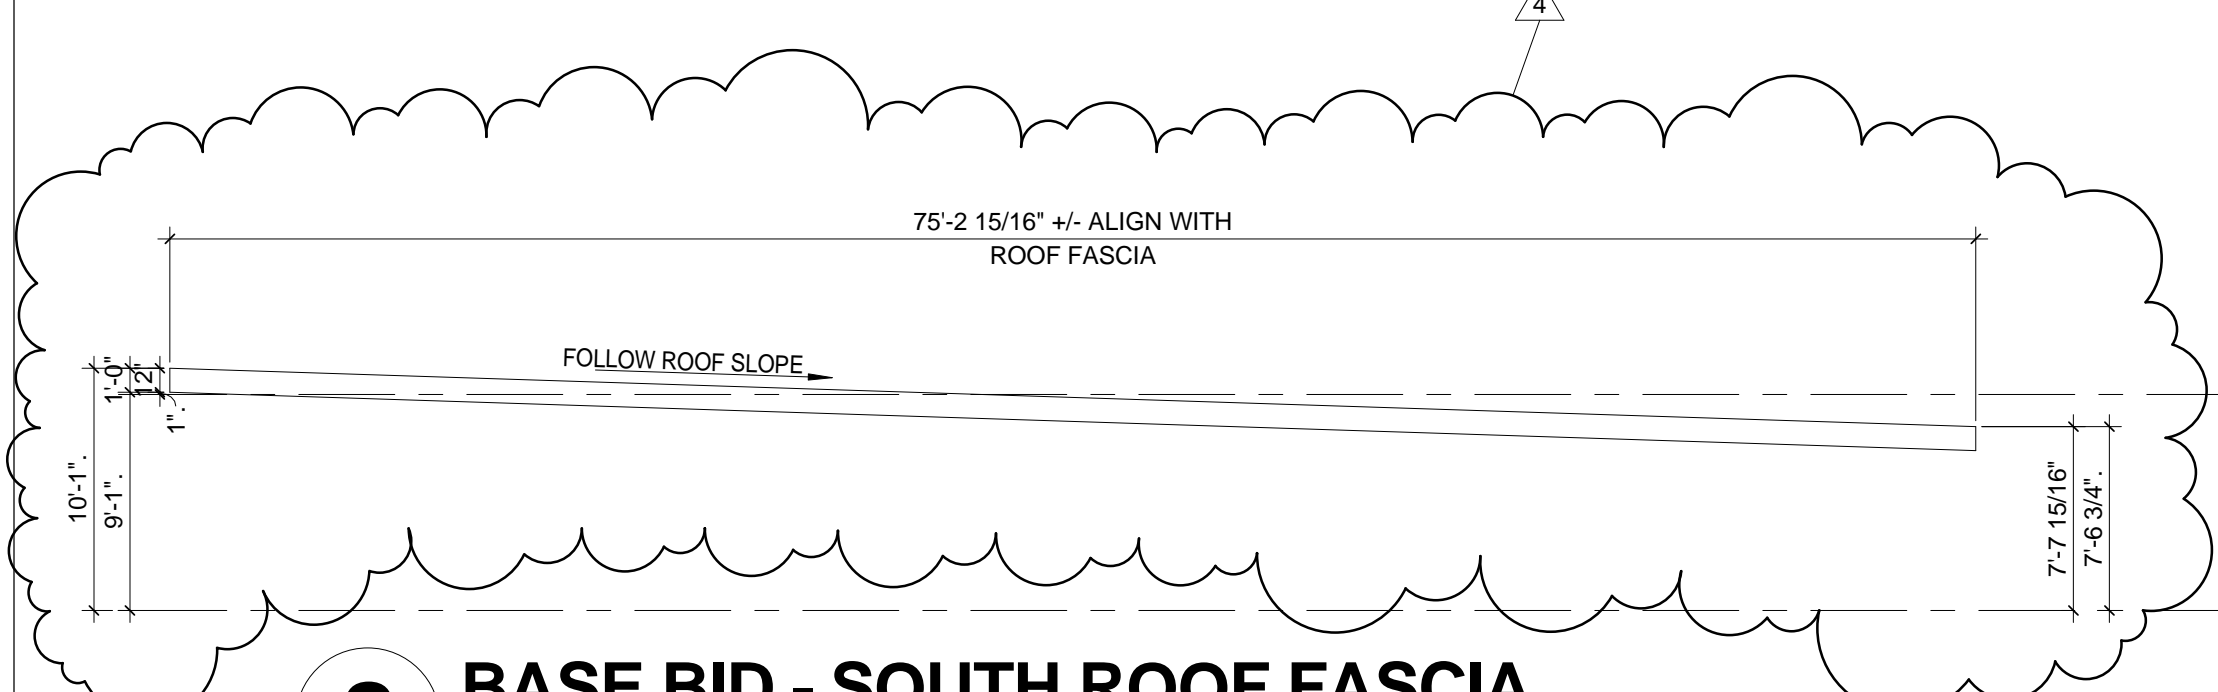 4
75'-2 15/16" +/- ALIGN WITH
ROOF FASCIA
FOLLOW ROOF SLOPE
1'-0"
12"
1".
10'-1".
9'-1".
7'-7 15/16"
7'-6 3/4".
BASE BID - SOUTH ROOF FASCIA